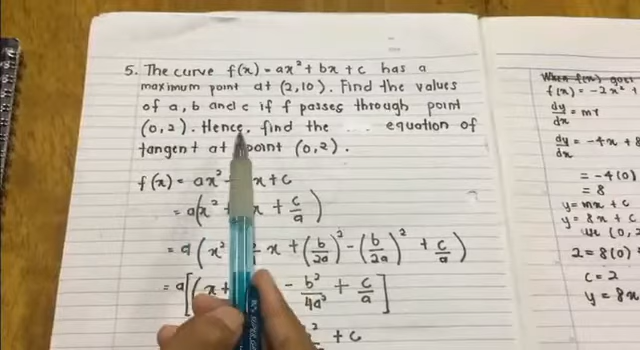 5. The curve f(x) = ax² + bx + c has a
maximum point at (2,10). Find the values
of a, b and c if f passes through point
(0,2). Hence, find the . . . equation of
tangent at point (0,2).
f(x) = ax² x + c
= a(x² + x + c/a)
= a(x² x + (b/2a)² - (b/2a)² + c/a)
= a[(x + - b²/4a² + c/a]
+ c
When f(x) goes
f(x) = -2x² +
dy/dx = m
dy/dx = -4x + 8
= -4(0)
= 8
y = mx + c
y = 8x + c
(0,2)
2 = 8(0) +
c = 2
y = 8x